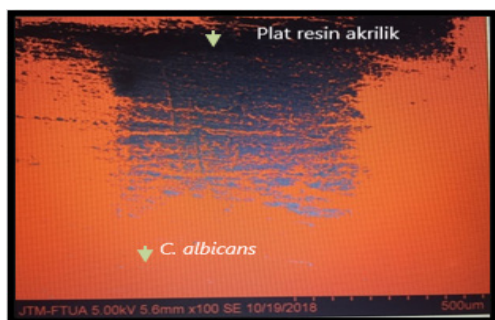 Plat resin akrilik
C. albicans
JTM-FTUA 5.00kV 5.6mm x100 SE 10/19/2018
500um